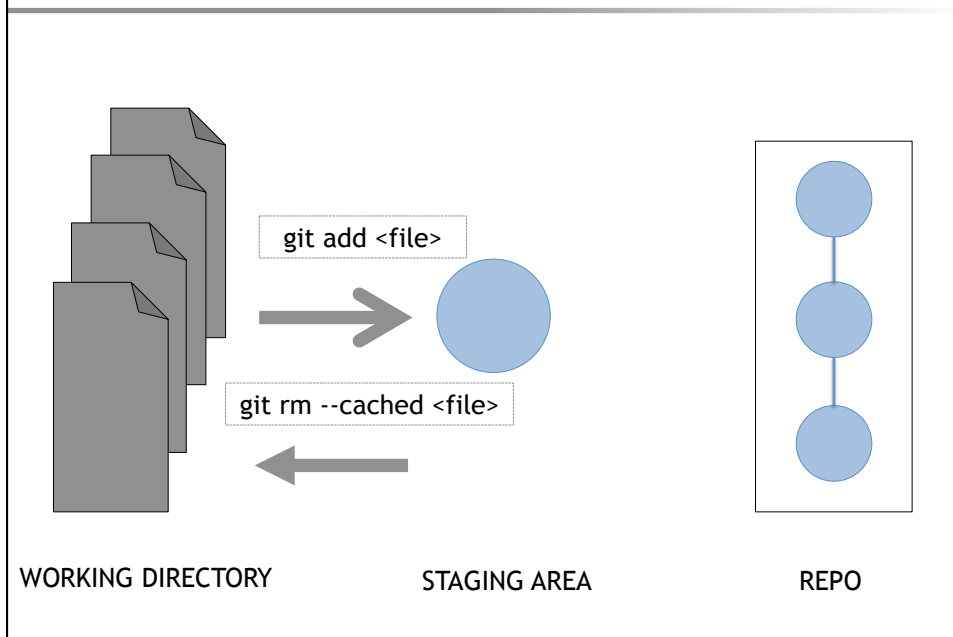 git add <file>
git rm --cached <file>
WORKING DIRECTORY
STAGING AREA
REPO